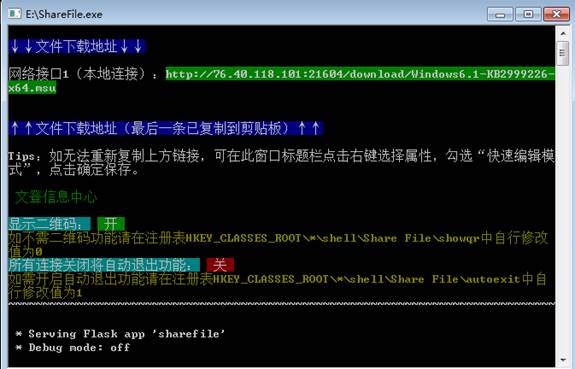 E:\ShareFile.exe
↓↓文件下载地址↓↓
网络接口1（本地连接）：http://76.40.118.101:21604/download/Windows6.1-KB2999226-
x64.msu
↑↑文件下载地址（最后一条已复制到剪贴板）↑↑
Tips：如无法重新复制上方链接，可在此窗口标题栏点击右键选择属性，勾选“快速编辑模
式”，点击确定保存。
文登信息中心
显示二维码： 开
如不需二维码功能请在注册表HKEY_CLASSES_ROOT\*\shell\Share File\showqr中自行修改
值为0
所有连接关闭将自动退出功能： 关
如需开启自动退出功能请在注册表HKEY_CLASSES_ROOT\*\shell\Share File\autoexit中自
行修改值为1
~~~~~~~~~~~~~~~~~~~~~~~~~~~~~~~~~~~~~~~~~~~~~~~~~~~~~~~~~~~~~~~~~~~~~~~~~~~~~~~~
* Serving Flask app 'sharefile'
* Debug mode: off